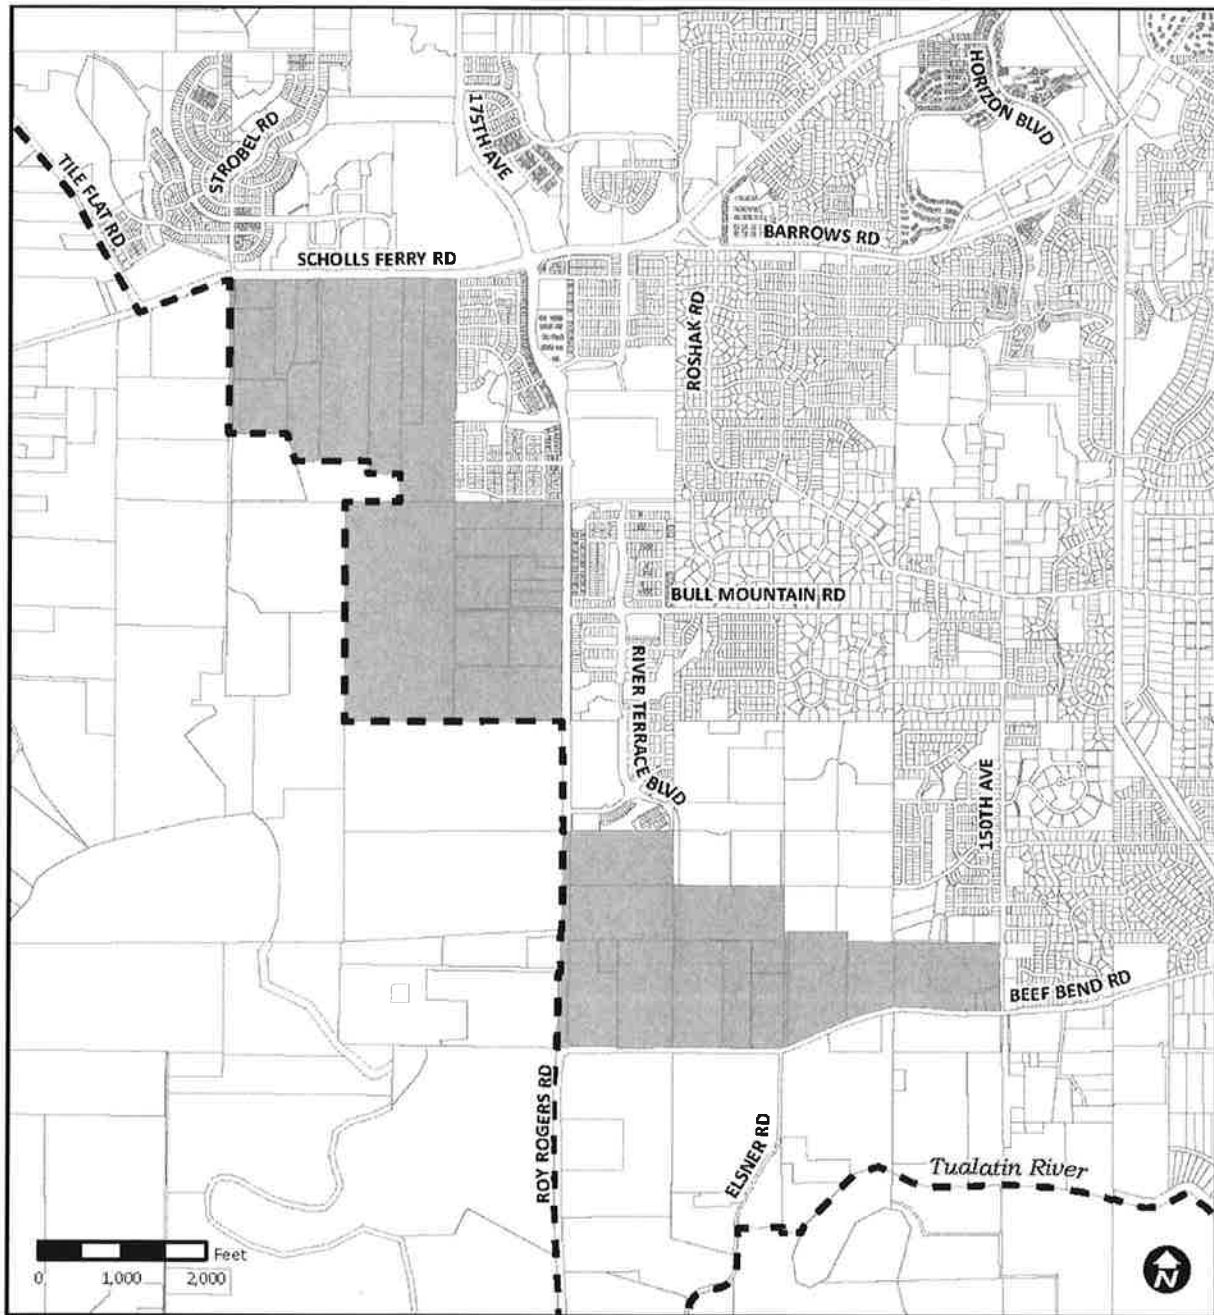 HORIZON BLVD
175TH AVE
STROBEL RD
TILE FLAT RD
BARROWS RD
SCHOLLS FERRY RD
ROSHAK RD
BULL MOUNTAIN RD
RIVER TERRACE BLVD
150TH AVE
BEEF BEND RD
ROY ROGERS RD
ELSNER RD
Tualatin River
Feet
0 1,000 2,000
N